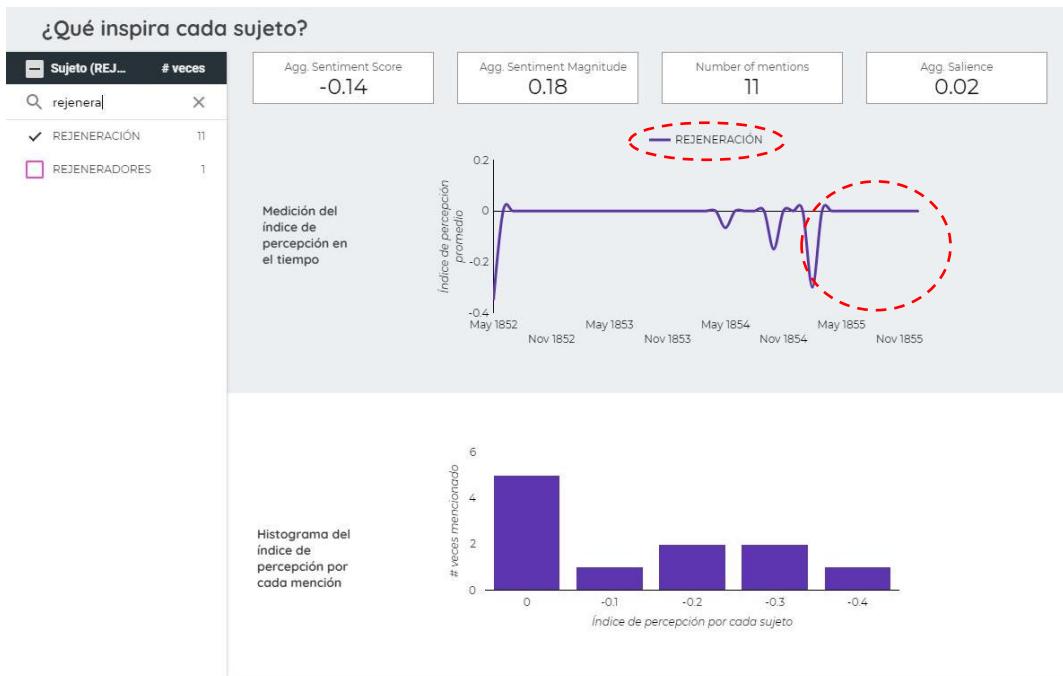 ¿Qué inspira cada sujeto?
Sujeto (REJ... # veces
rejenera
REJENERACIÓN 11
REJENERADORES 1
Agg. Sentiment Score
-0.14
Agg. Sentiment Magnitude
0.18
Number of mentions
11
Agg. Salience
0.02
REJENERACIÓN
Medición del
índice de
percepción en
el tiempo
Índice de percepción
promedio
0.2
0
-0.2
-0.4
May 1852 May 1853 May 1854 May 1855
Nov 1852 Nov 1853 Nov 1854 Nov 1855
Histograma del
índice de
percepción por
cada mención
# veces mencionado
6
4
2
0
0 -0.1 -0.2 -0.3 -0.4
Índice de percepción por cada sujeto